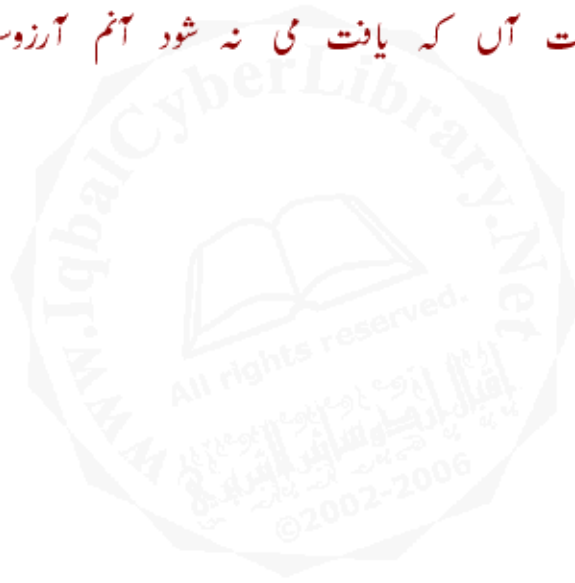 ت آں کہ یافت می نہ شود آنم آرزوس
www.IqbalCyberLibrary.Net
All rights reserved.
©2002-2006